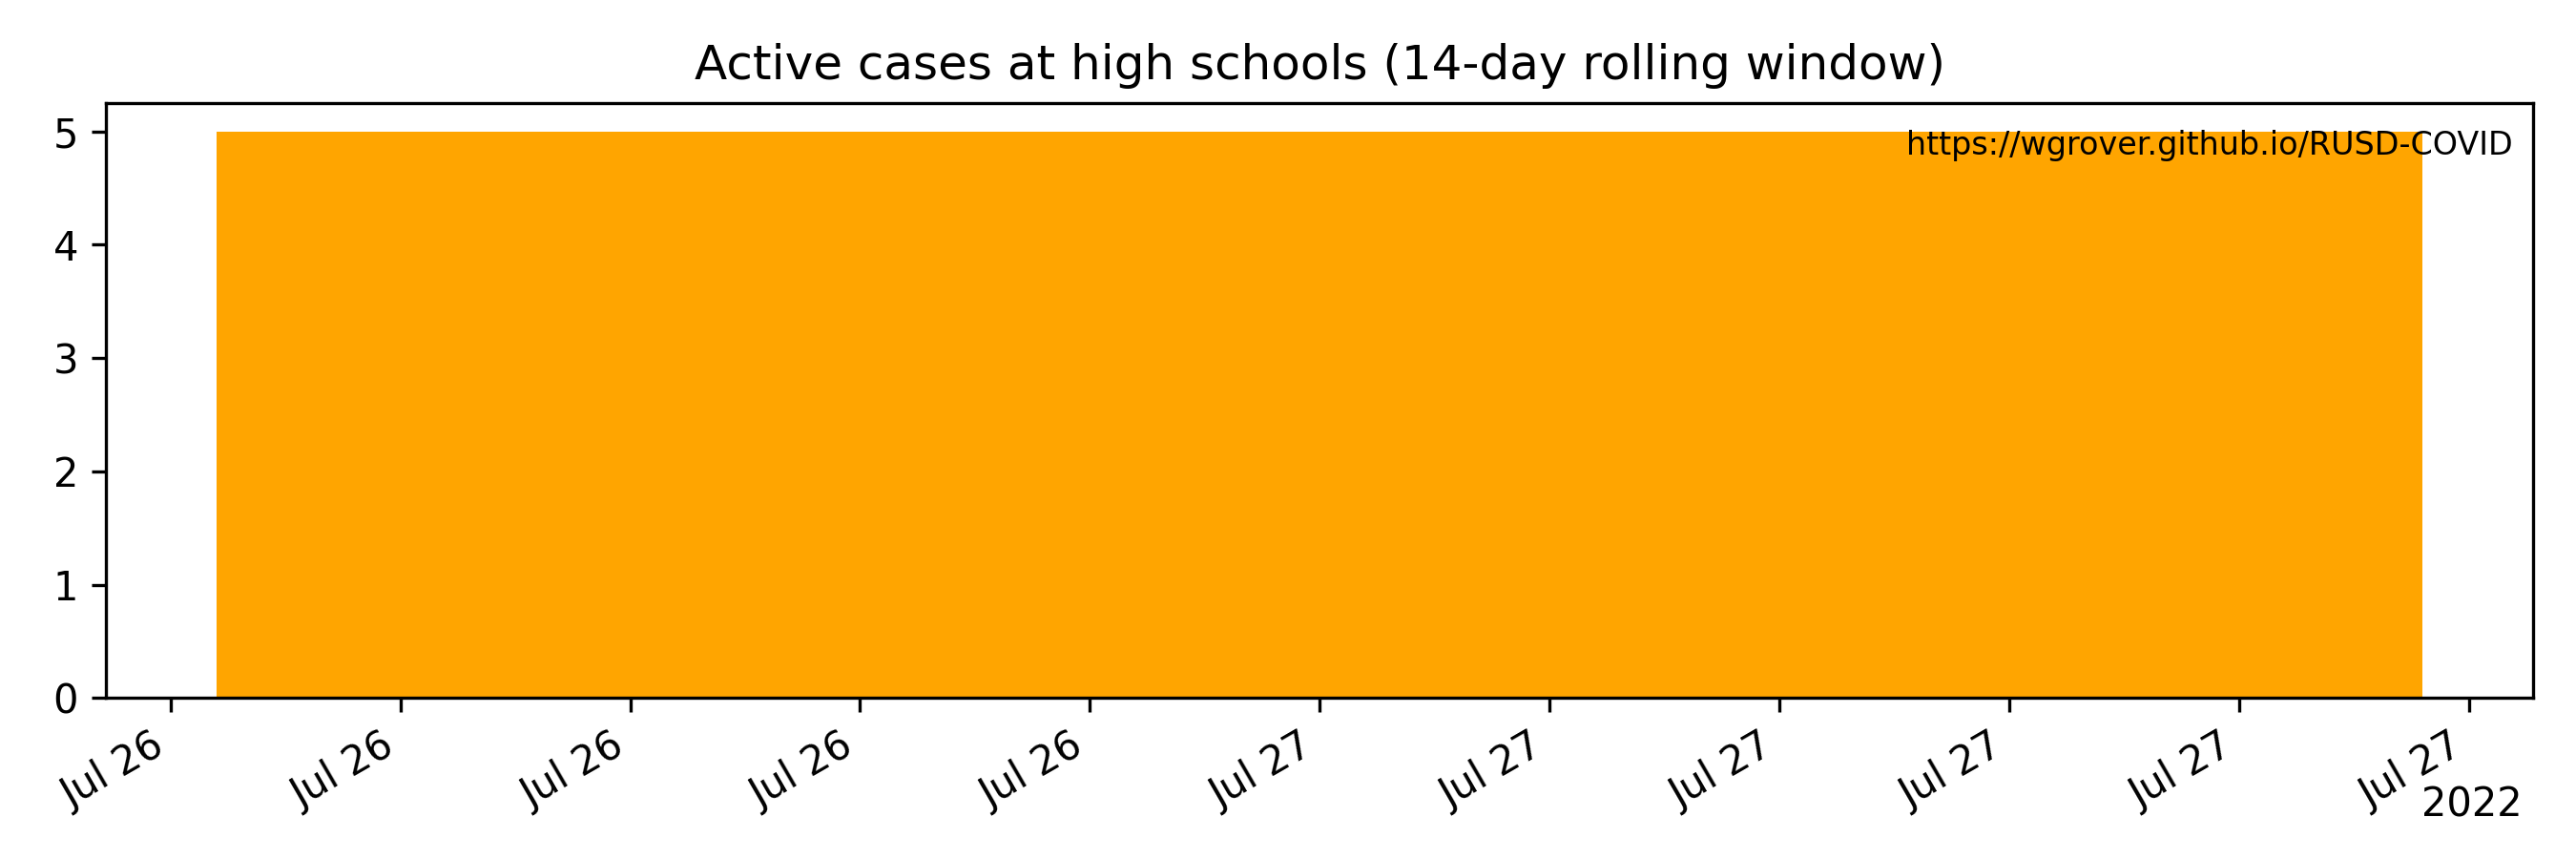 Active cases at high schools (14-day rolling window)
https://wgrover.github.io/RUSD-COVID
5
4
3
2
1
0
Jul 26
Jul 26
Jul 26
Jul 26
Jul 26
Jul 27
Jul 27
Jul 27
Jul 27
Jul 27
Jul 27
2022